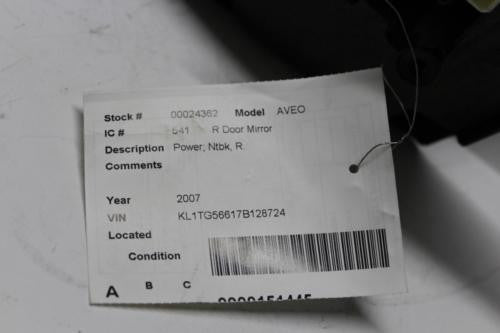 Stock # 00024362 Model AVEO
IC # 541 R Door Mirror
Description Power, Ntbk, R.
Comments
Year 2007
VIN KL1TG56617B128724
Located
Condition
A B C